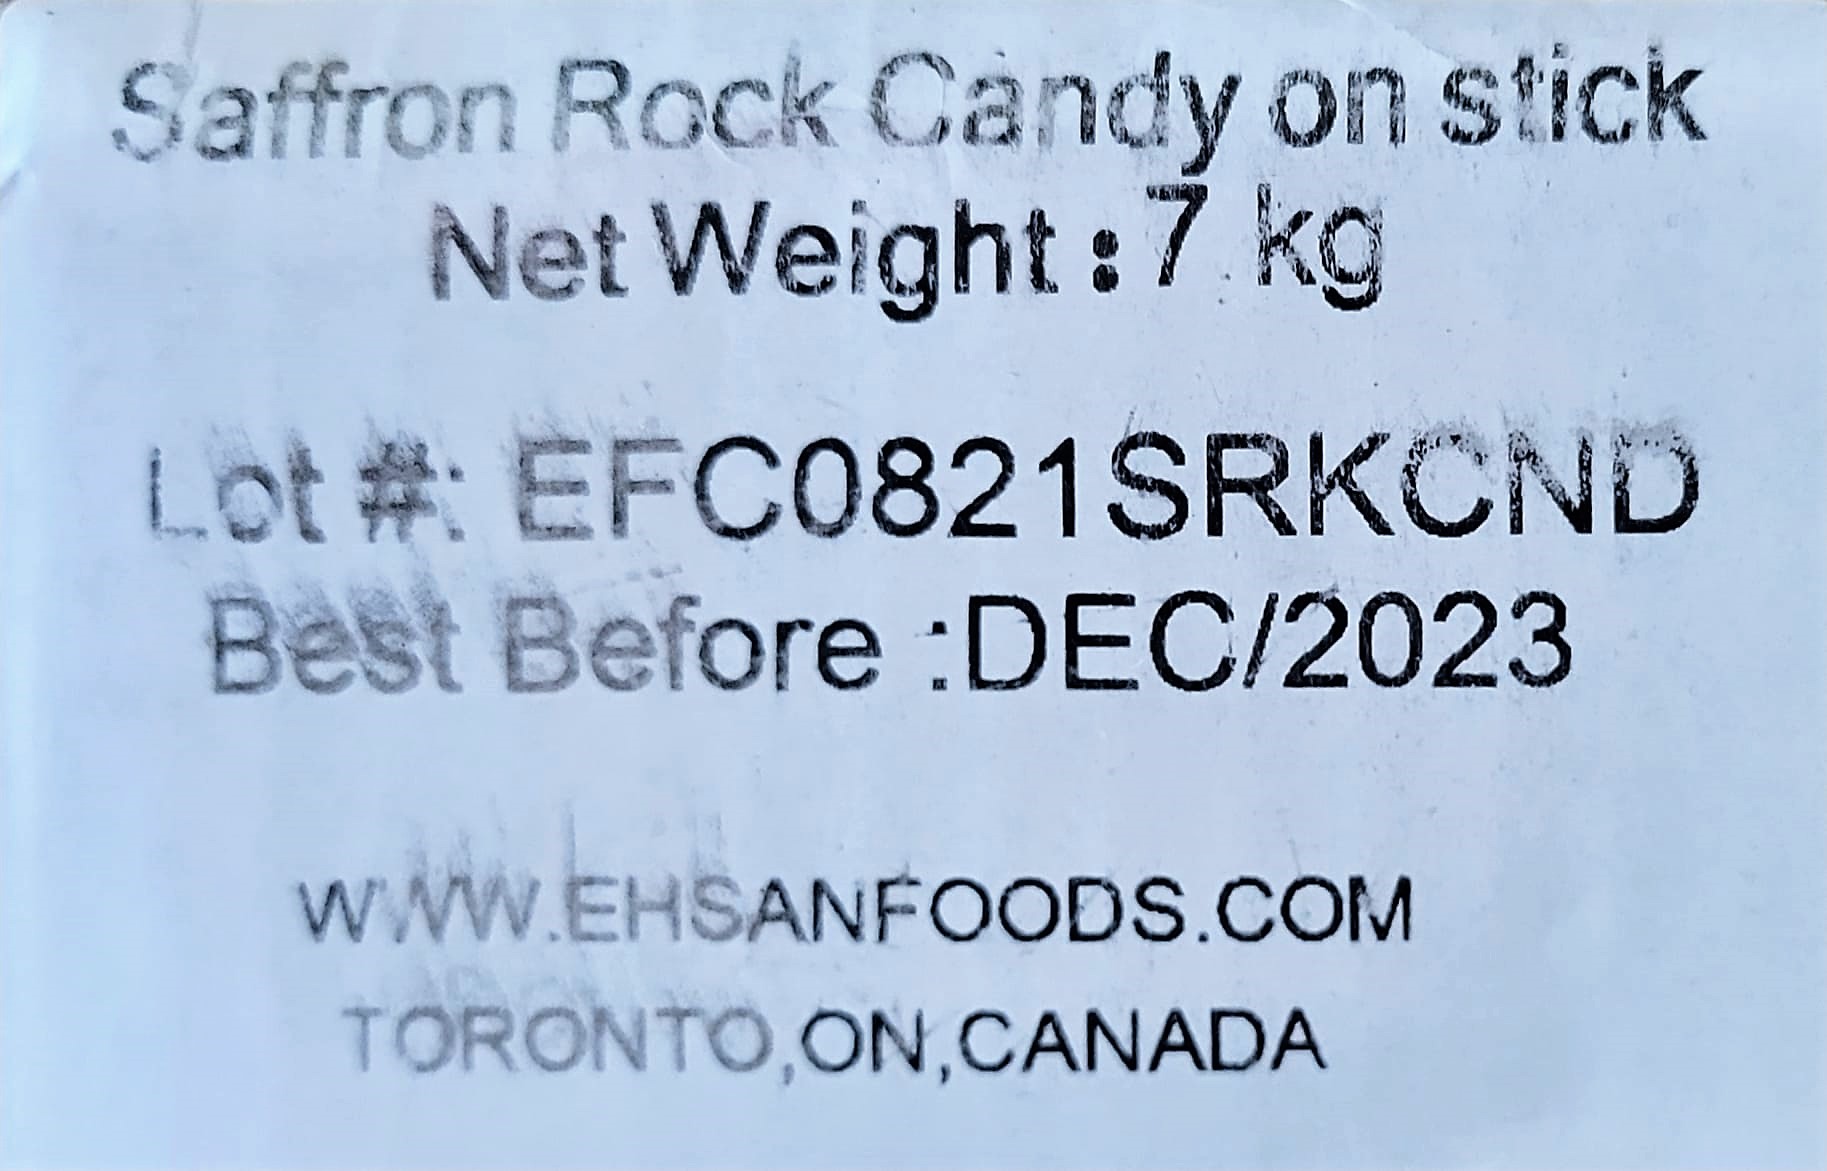 Saffron Rock Candy on stick
Net Weight :7 kg
Lot #: EFC0821SRKCND
Best Before :DEC/2023
WWW.EHSANFOODS.COM
TORONTO,ON,CANADA